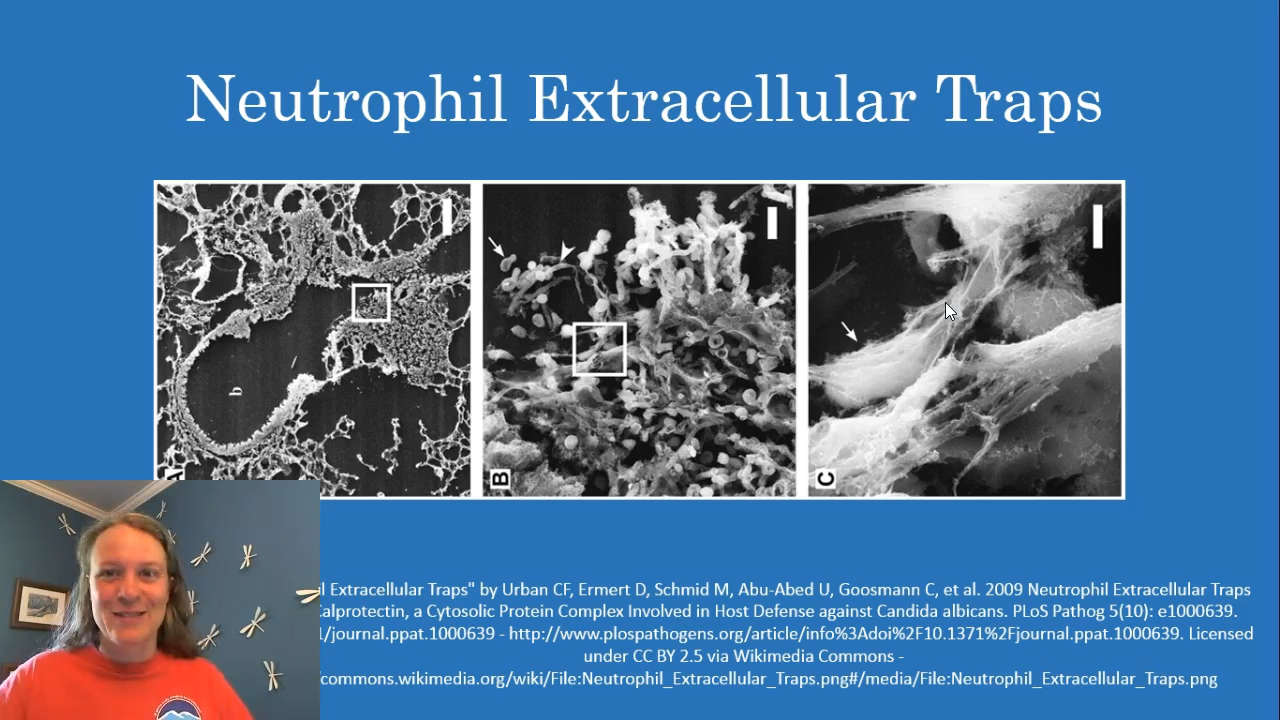 Neutrophil Extracellular Traps
b
A
B
C
Extracellular Traps" by Urban CF, Ermert D, Schmid M, Abu-Abed U, Goosmann C, et al. 2009 Neutrophil Extracellular Traps
Calprotectin, a Cytosolic Protein Complex Involved in Host Defense against Candida albicans. PLoS Pathog 5(10): e1000639.
1/journal.ppat.1000639 - http://www.plospathogens.org/article/info%3Adoi%2F10.1371%2Fjournal.ppat.1000639. Licensed
under CC BY 2.5 via Wikimedia Commons -
commons.wikimedia.org/wiki/File:Neutrophil_Extracellular_Traps.png#/media/File:Neutrophil_Extracellular_Traps.png